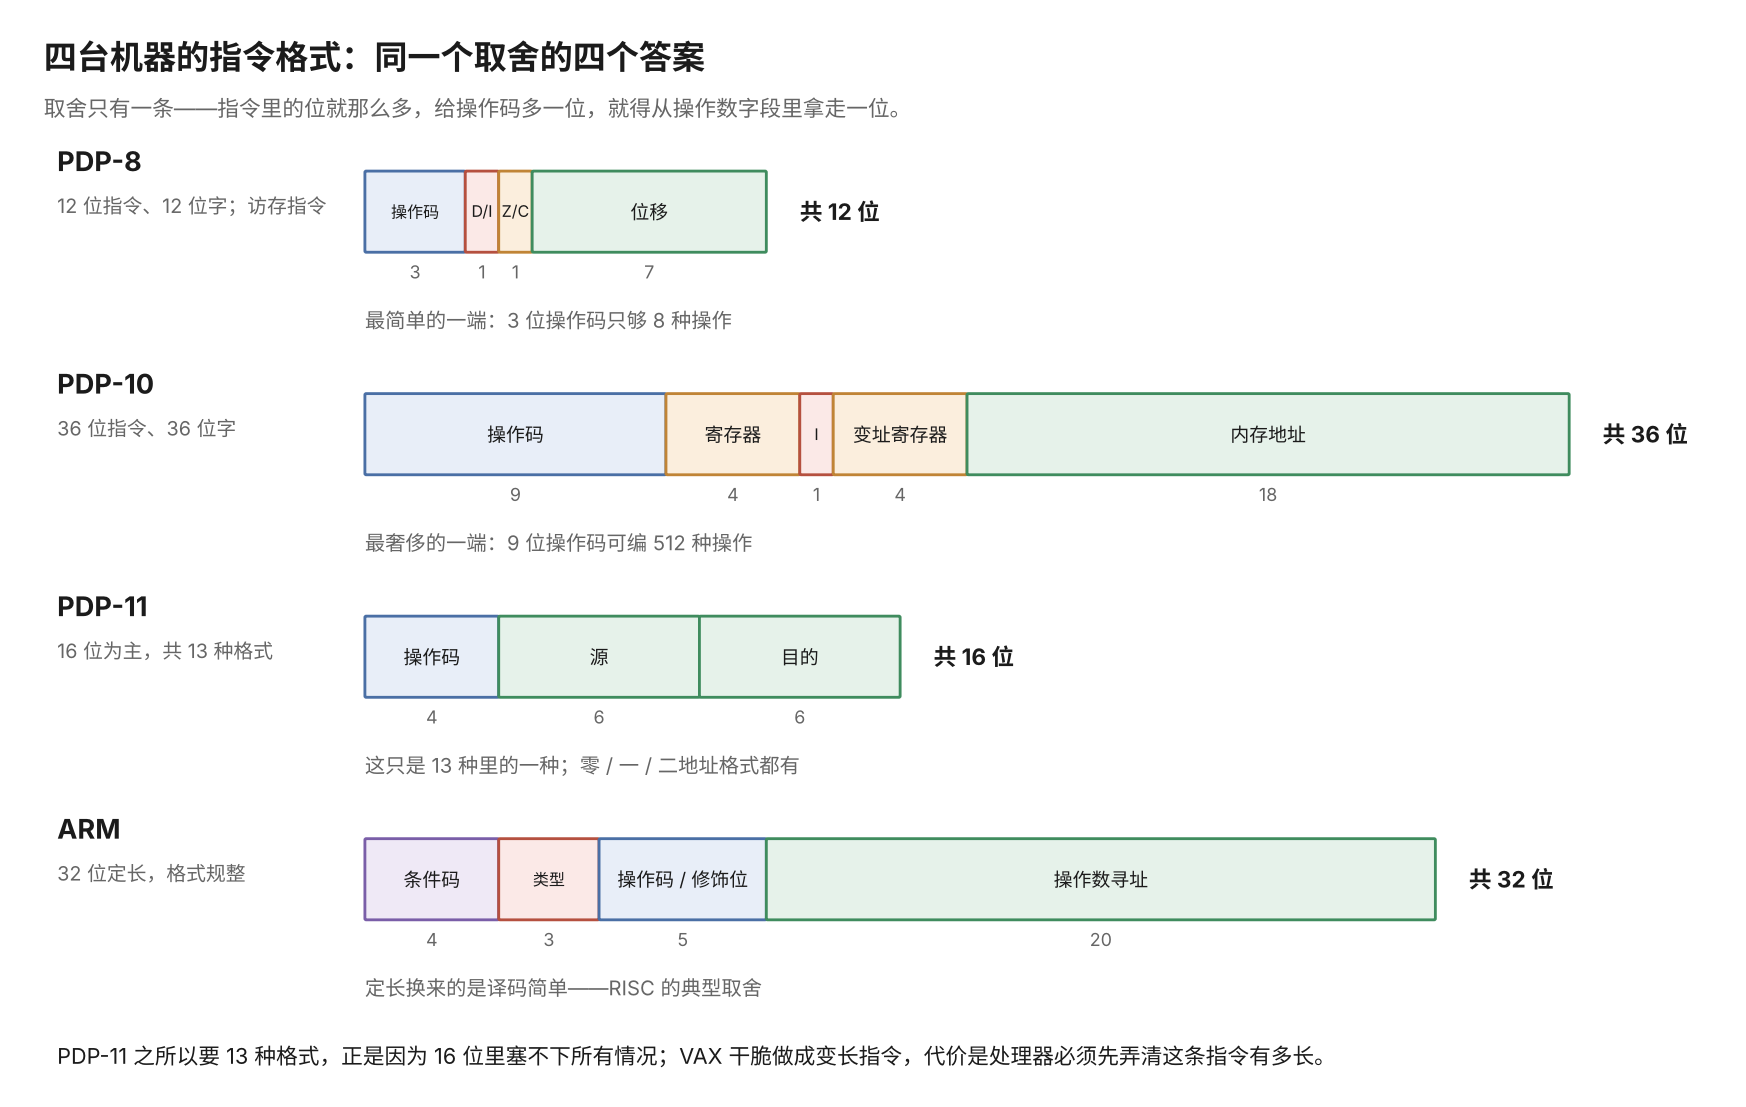 四台机器的指令格式：同一个取舍的四个答案
取舍只有一条——指令里的位就那么多，给操作码多一位，就得从操作数字段里拿走一位。
PDP-8
12 位指令、12 位字；访存指令
操作码 D/I Z/C 位移 共 12 位
3 1 1 7
最简单的一端：3 位操作码只够 8 种操作
PDP-10
36 位指令、36 位字
操作码 寄存器 I 变址寄存器 内存地址 共 36 位
9 4 1 4 18
最奢侈的一端：9 位操作码可编 512 种操作
PDP-11
16 位为主，共 13 种格式
操作码 源 目的 共 16 位
4 6 6
这只是 13 种里的一种；零 / 一 / 二地址格式都有
ARM
32 位定长，格式规整
条件码 类型 操作码 / 修饰位 操作数寻址 共 32 位
4 3 5 20
定长换来的是译码简单——RISC 的典型取舍
PDP-11 之所以要 13 种格式，正是因为 16 位里塞不下所有情况；VAX 干脆做成变长指令，代价是处理器必须先弄清这条指令有多长。